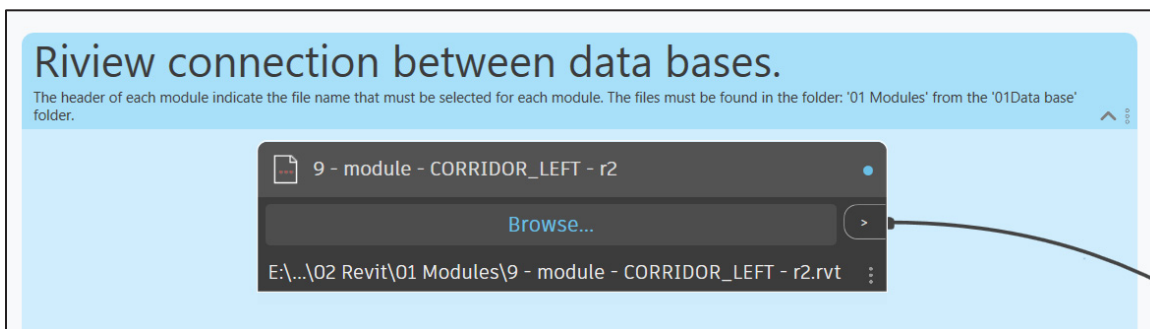 Riview connection between data bases.
The header of each module indicate the file name that must be selected for each module. The files must be found in the folder: '01 Modules' from the '01Data base'
folder.
9 - module - CORRIDOR_LEFT - r2
Browse...
>
E:\...\02 Revit\01 Modules\9 - module - CORRIDOR_LEFT - r2.rvt